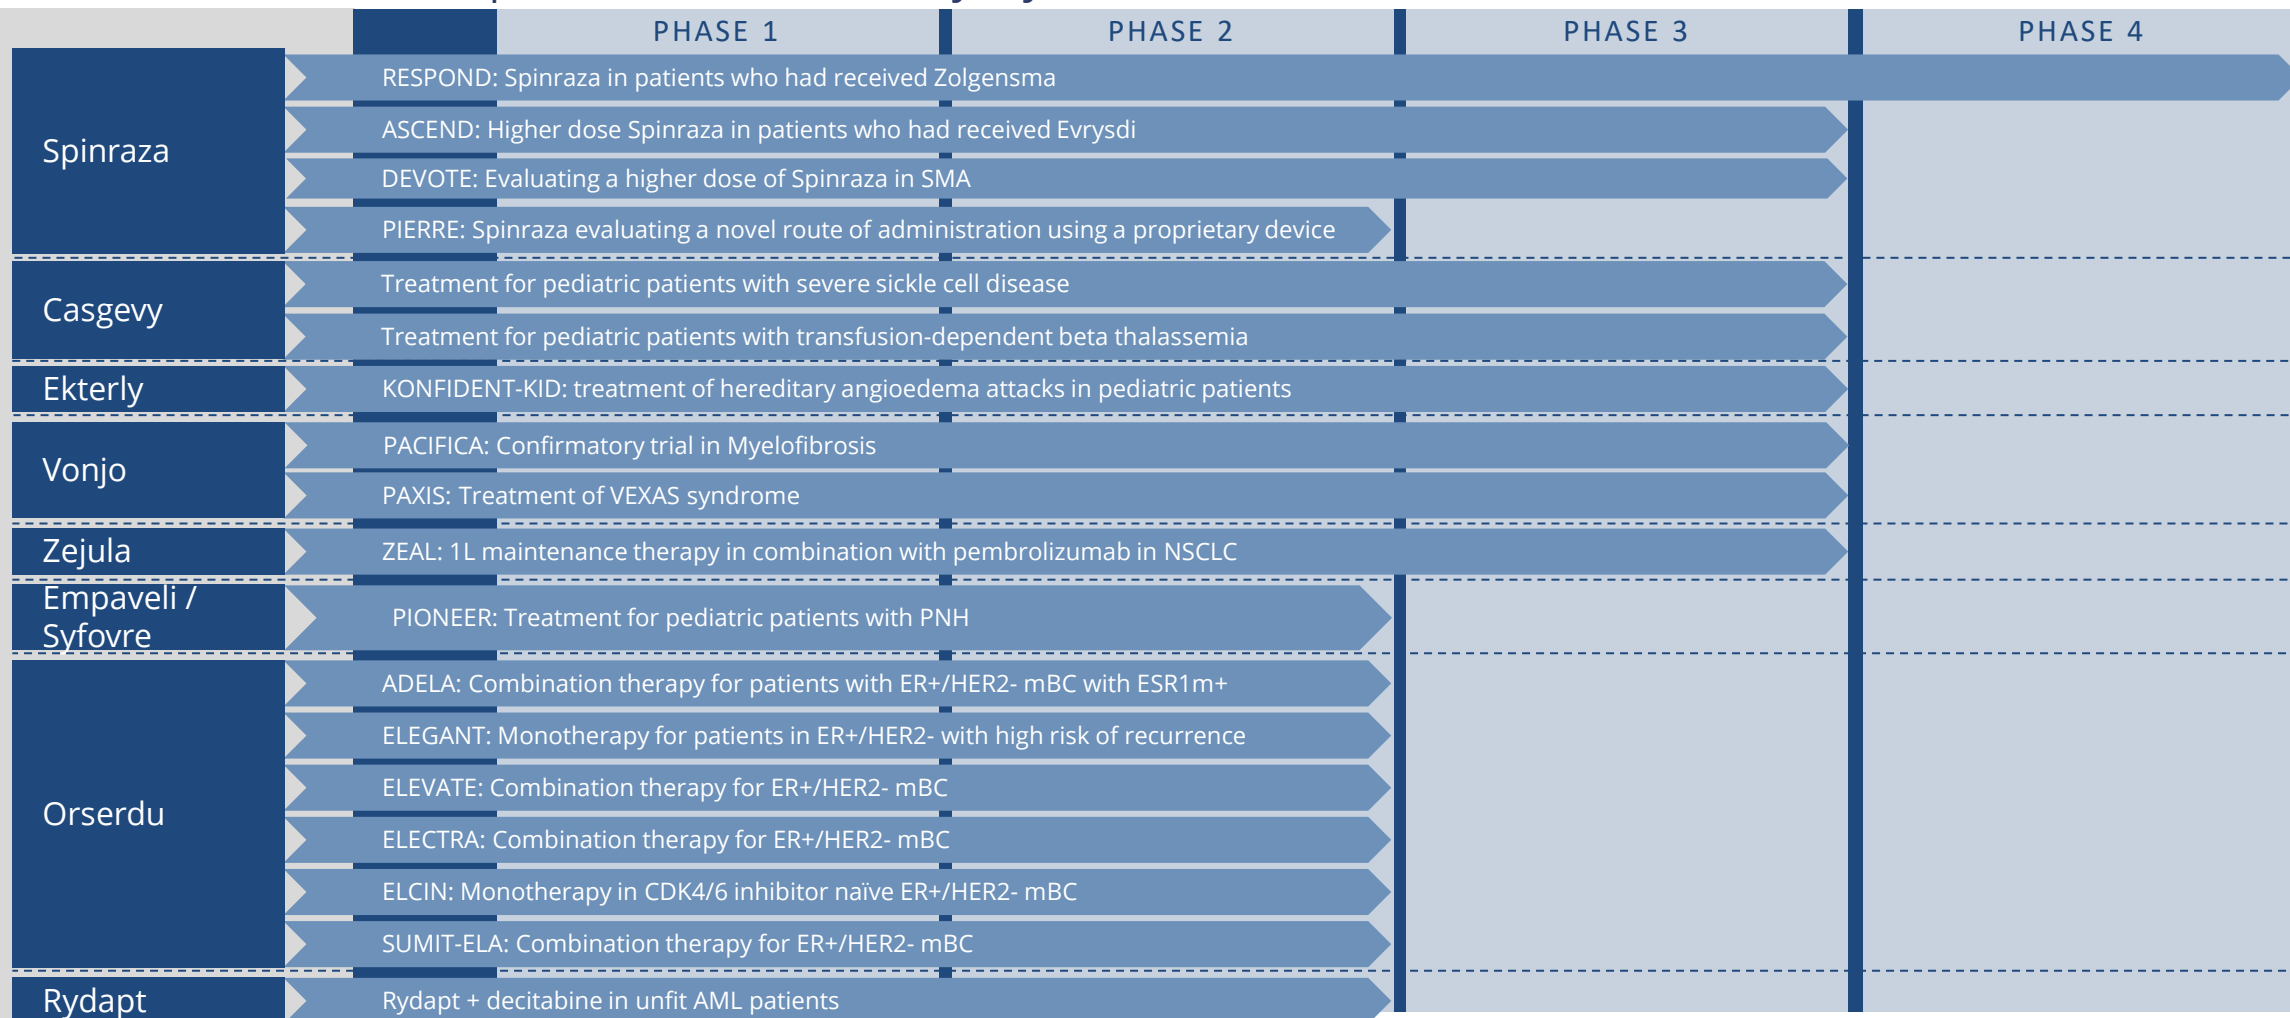 PHASE 1
PHASE 2
PHASE 3
PHASE 4
Spinraza
RESPOND: Spinraza in patients who had received Zolgensma
ASCEND: Higher dose Spinraza in patients who had received Evrysdi
DEVOTE: Evaluating a higher dose of Spinraza in SMA
PIERRE: Spinraza evaluating a novel route of administration using a proprietary device
Casgevy
Treatment for pediatric patients with severe sickle cell disease
Treatment for pediatric patients with transfusion-dependent beta thalassemia
Ekterly
KONFIDENT-KID: treatment of hereditary angioedema attacks in pediatric patients
Vonjo
PACIFICA: Confirmatory trial in Myelofibrosis
PAXIS: Treatment of VEXAS syndrome
Zejula
ZEAL: 1L maintenance therapy in combination with pembrolizumab in NSCLC
Empaveli /
Syfovre
PIONEER: Treatment for pediatric patients with PNH
Orserdu
ADELA: Combination therapy for patients with ER+/HER2- mBC with ESR1m+
ELEGANT: Monotherapy for patients in ER+/HER2- with high risk of recurrence
ELEVATE: Combination therapy for ER+/HER2- mBC
ELECTRA: Combination therapy for ER+/HER2- mBC
ELCIN: Monotherapy in CDK4/6 inhibitor naïve ER+/HER2- mBC
SUMIT-ELA: Combination therapy for ER+/HER2- mBC
Rydapt
Rydapt + decitabine in unfit AML patients